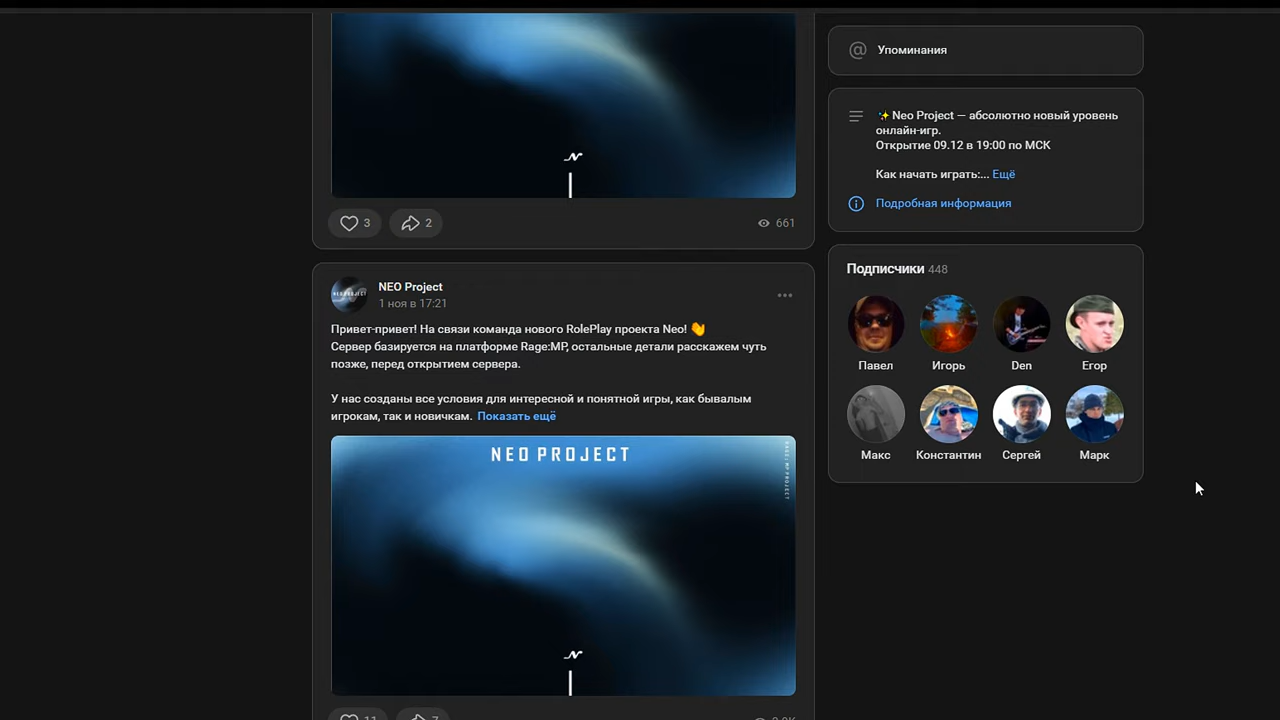 3
2
661
NEO Project
1 ноя в 17:21
Привет-привет! На связи команда нового RolePlay проекта Neo! 👋
Сервер базируется на платформе Rage:MP, остальные детали расскажем чуть
позже, перед открытием сервера.
У нас созданы все условия для интересной и понятной игры, как бывалым
игрокам, так и новичкам. Показать ещё
NEO PROJECT
Упоминания
✨Neo Project — абсолютно новый уровень
онлайн-игр.
Открытие 09.12 в 19:00 по МСК
Как начать играть:... Ещё
Подробная информация
Подписчики 448
Павел
Игорь
Den
Егор
Макс
Константин
Сергей
Марк